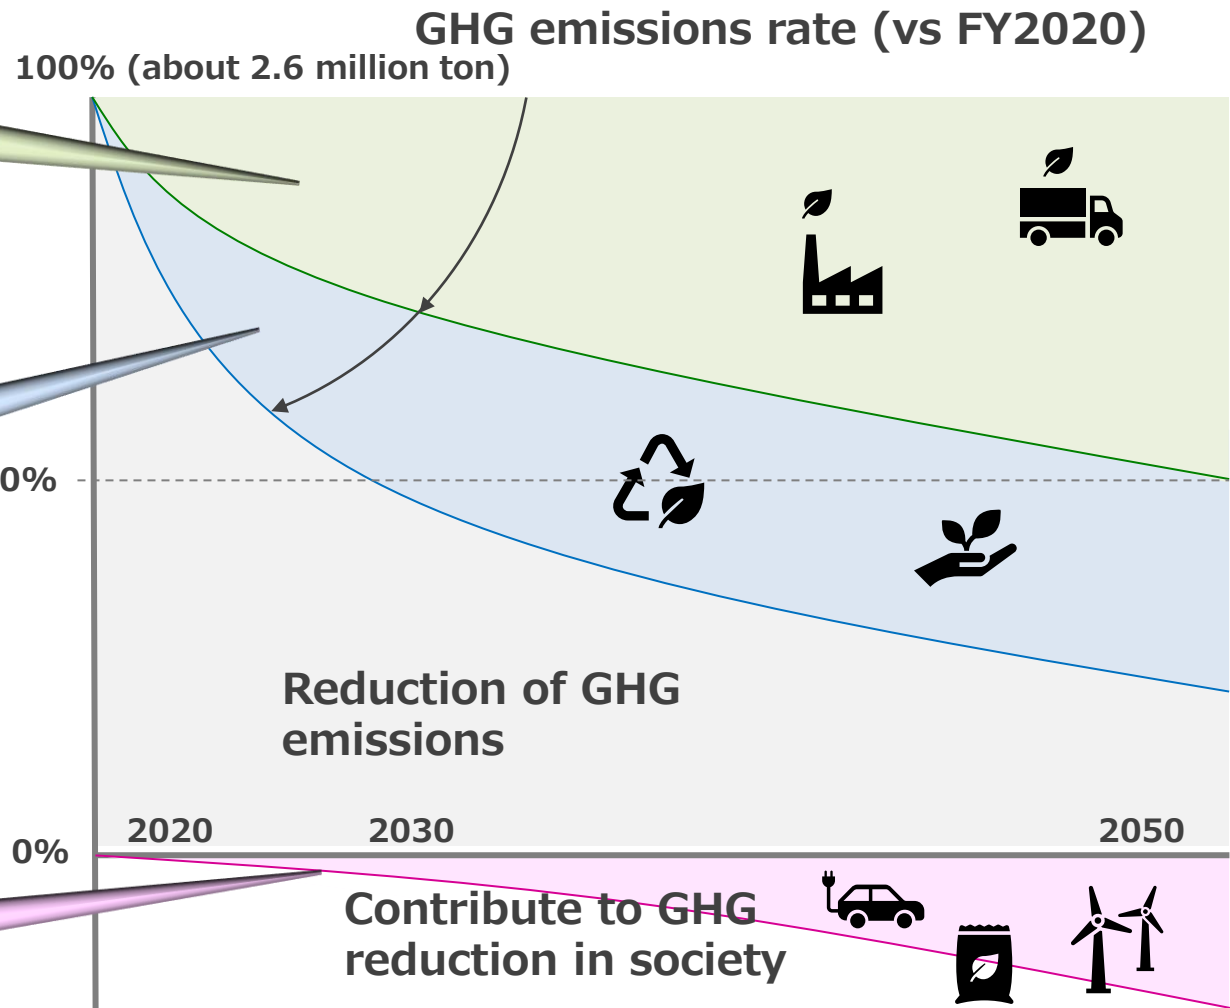 GHG emissions rate (vs FY2020)
100% (about 2.6 million ton)
0%
Reduction of GHG
emissions
2020 2030 2050
0%
Contribute to GHG
reduction in society